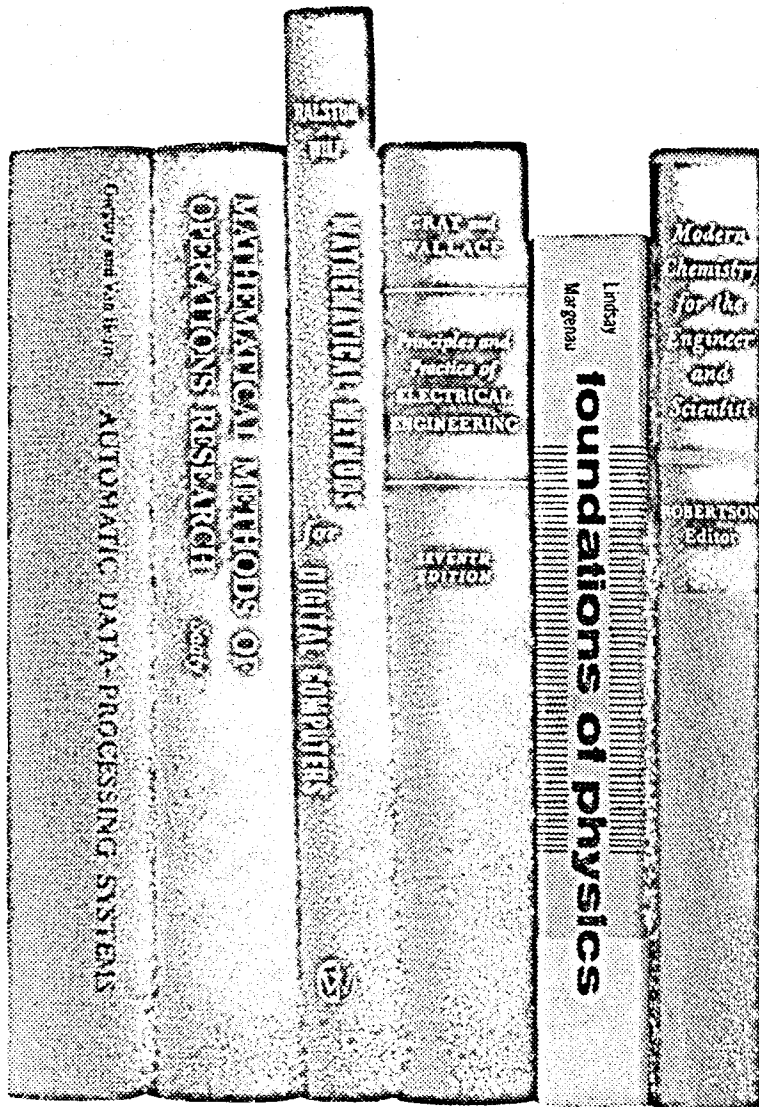 and Van Horn | AUTOMATIC DATA-PROCESSING SYSTEMS
MATHEMATICAL METHODS OF
OPERATIONS RESEARCH Saaty
RALSTON
WILF
MATHEMATICAL METHODS
for
DIGITAL COMPUTERS
GRAY and
WALLACE
Principles and
Practice of
ELECTRICAL
ENGINEERING
SEVENTH
EDITION
Lindsay
Margenau
foundations of physics
Modern
Chemistry
for the
Engineer
and
Scientist
ROBERTSON
Editor